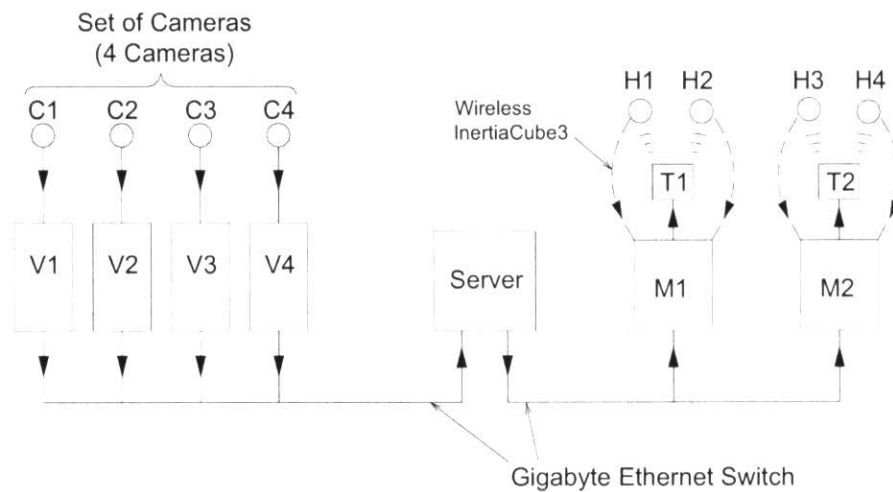 Set of Cameras
(4 Cameras)
C1 C2 C3 C4
H1 H2 H3 H4
Wireless
InertiaCube3
T1 T2
V1 V2 V3 V4
Server
M1 M2
Gigabyte Ethernet Switch